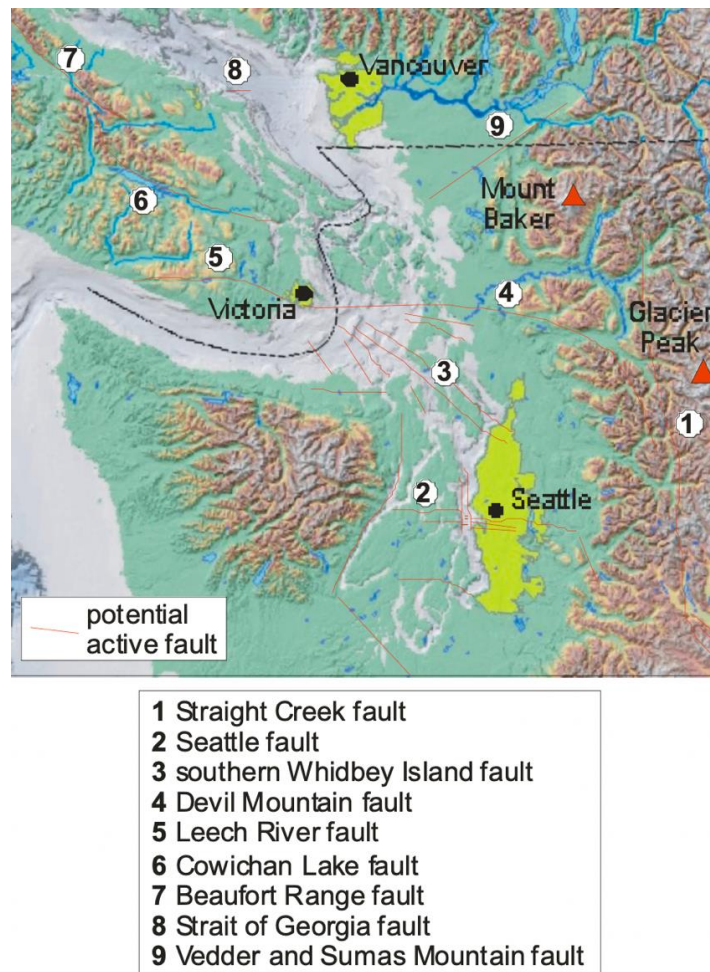 7
8
Vancouver
9
Mount
Baker
6
5
Victoria
4
Glacier
Peak
3
1
2
Seattle
potential
active fault
1 Straight Creek fault
2 Seattle fault
3 southern Whidbey Island fault
4 Devil Mountain fault
5 Leech River fault
6 Cowichan Lake fault
7 Beaufort Range fault
8 Strait of Georgia fault
9 Vedder and Sumas Mountain fault